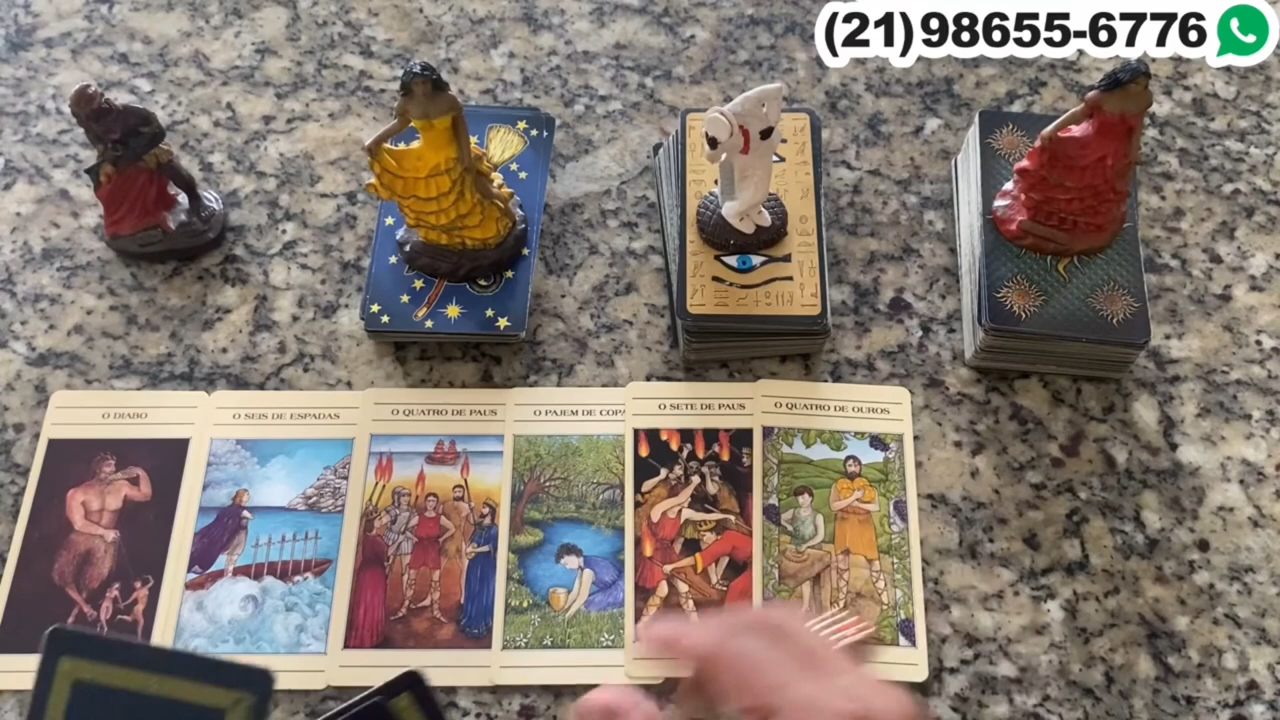 (21)98655-6776
O DIABO
O SEIS DE ESPADAS
O QUATRO DE PAUS
O PAJEM DE COPA
O SETE DE PAUS
O QUATRO DE OUROS